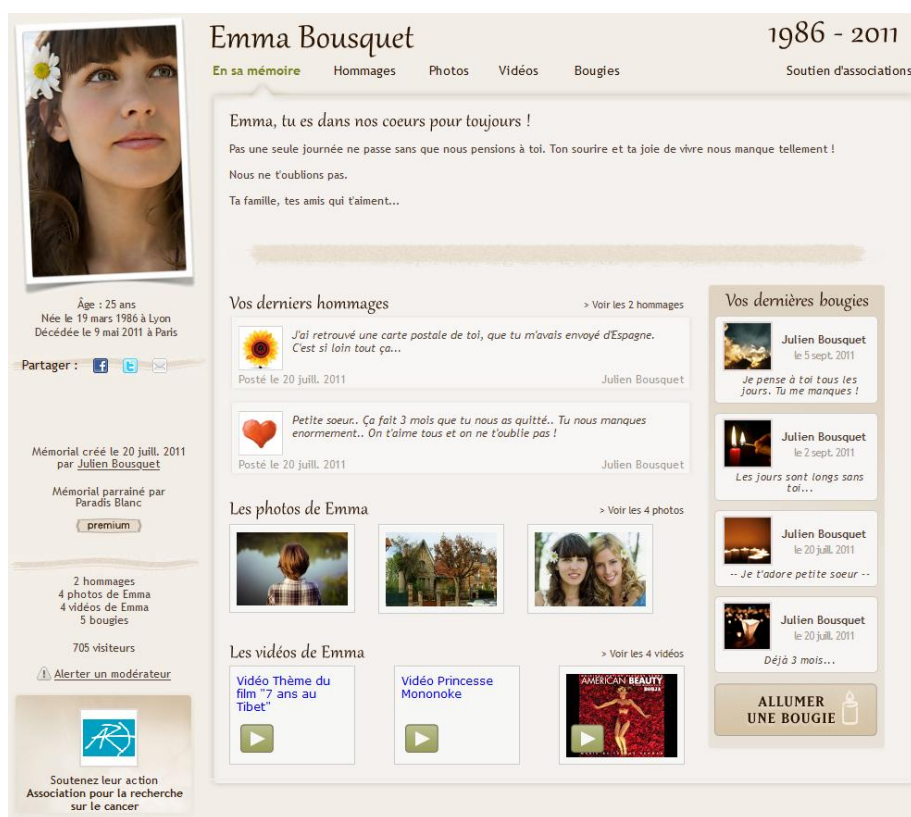 Emma Bousquet
1986 - 2011
En sa mémoire
Hommages
Photos
Vidéos
Bougies
Soutien d'associations
Emma, tu es dans nos coeurs pour toujours !
Pas une seule journée ne passe sans que nous pensions à toi. Ton sourire et ta joie de vivre nous manque tellement !
Nous ne t'oublions pas.
Ta famille, tes amis qui t'aiment...
Âge : 25 ans
Née le 19 mars 1986 à Lyon
Décédée le 9 mai 2011 à Paris
Partager :
Mémorial créé le 20 juill. 2011
par Julien Bousquet
Mémorial parrainé par
Paradis Blanc
premium
2 hommages
4 photos de Emma
4 vidéos de Emma
5 bougies
705 visiteurs
Alerter un modérateur
Soutenez leur action
Association pour la recherche
sur le cancer
Vos derniers hommages
> Voir les 2 hommages
J'ai retrouvé une carte postale de toi, que tu m'avais envoyé d'Espagne.
C'est si loin tout ça...
Posté le 20 juill. 2011
Julien Bousquet
Petite soeur.. Ça fait 3 mois que tu nous as quitté.. Tu nous manques
enormement.. On t'aime tous et on ne t'oublie pas !
Posté le 20 juill. 2011
Julien Bousquet
Les photos de Emma
> Voir les 4 photos
Les vidéos de Emma
> Voir les 4 vidéos
Vidéo Thème du
film "7 ans au
Tibet"
Vidéo Princesse
Mononoke
AMERICAN BEAUTY
Vos dernières bougies
Julien Bousquet
le 5 sept. 2011
Je pense à toi tous les
jours. Tu me manques !
Julien Bousquet
le 2 sept. 2011
Les jours sont longs sans
toi...
Julien Bousquet
le 20 juill. 2011
-- Je t'adore petite soeur --
Julien Bousquet
le 20 juill. 2011
Déjà 3 mois...
ALLUMER
UNE BOUGIE